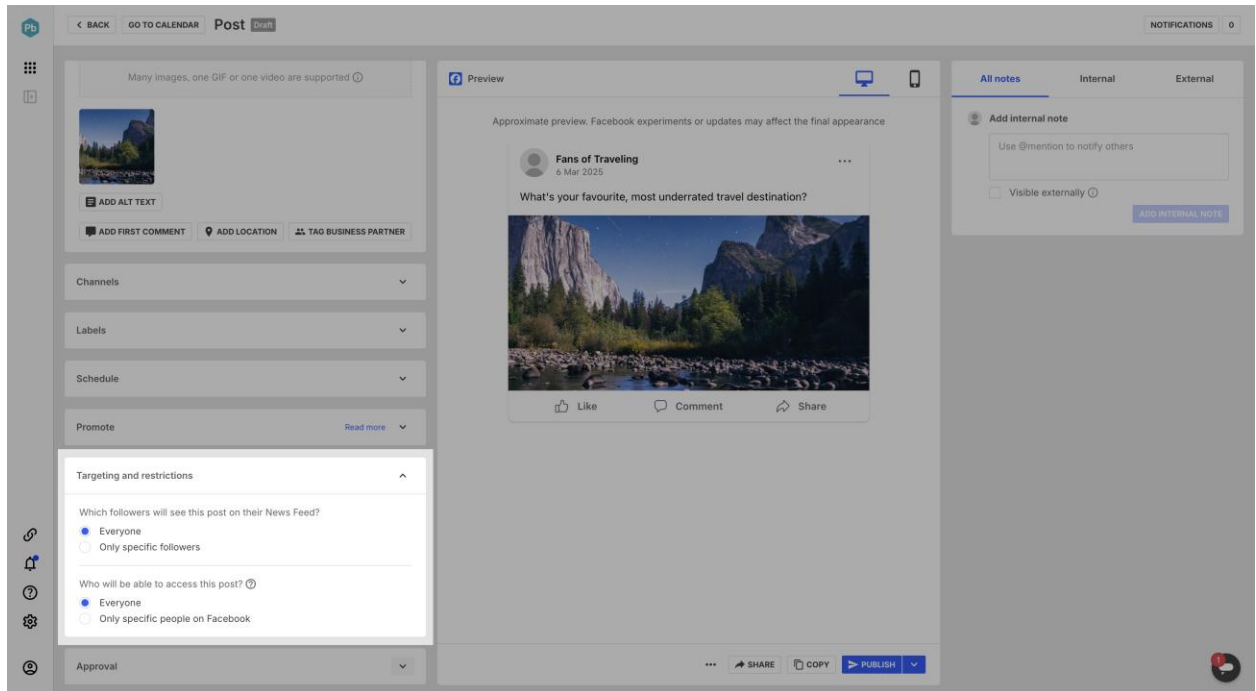 Pb
< BACK
GO TO CALENDAR
Post
Draft
NOTIFICATIONS 0
Many images, one GIF or one video are supported
ADD ALT TEXT
ADD FIRST COMMENT
ADD LOCATION
TAG BUSINESS PARTNER
Channels
Labels
Schedule
Promote
Read more
Targeting and restrictions
Which followers will see this post on their News Feed?
Everyone
Only specific followers
Who will be able to access this post?
Everyone
Only specific people on Facebook
Approval
Preview
Approximate preview. Facebook experiments or updates may affect the final appearance
Fans of Traveling
6 Mar 2025
What's your favourite, most underrated travel destination?
Like
Comment
Share
SHARE
COPY
PUBLISH
All notes
Internal
External
Add internal note
Use @mention to notify others
Visible externally
ADD INTERNAL NOTE
1